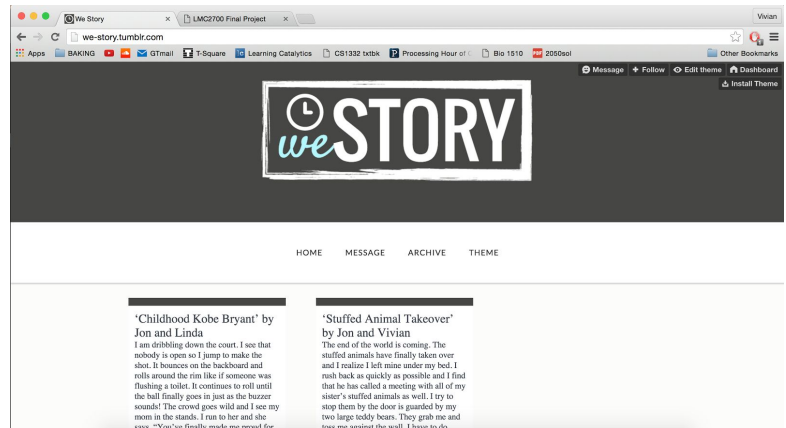 We Story
LMC2700 Final Project
Vivian
we-story.tumblr.com
Apps BAKING GTmail T-Square Learning Catalytics CS1332 txtbk Processing Hour of Bio 1510 2050sol Other Bookmarks
Message + Follow Edit theme Dashboard
Install Theme
we STORY
HOME MESSAGE ARCHIVE THEME
‘Childhood Kobe Bryant’ by
Jon and Linda
I am dribbling down the court. I see that
nobody is open so I jump to make the
shot. It bounces on the backboard and
rolls around the rim like if someone was
flushing a toilet. It continues to roll until
the ball finally goes in just as the buzzer
sounds! The crowd goes wild and I see my
mom in the stands. I run to her and she
says, “You’ve finally made me proud for
‘Stuffed Animal Takeover’
by Jon and Vivian
The end of the world is coming. The
stuffed animals have finally taken over
and I realize I left mine under my bed. I
rush back as quickly as possible and I find
that he has called a meeting with all of my
sister’s stuffed animals as well. I try to
stop them by the door is guarded by my
two large teddy bears. They grab me and
toss me against the wall. I have to do